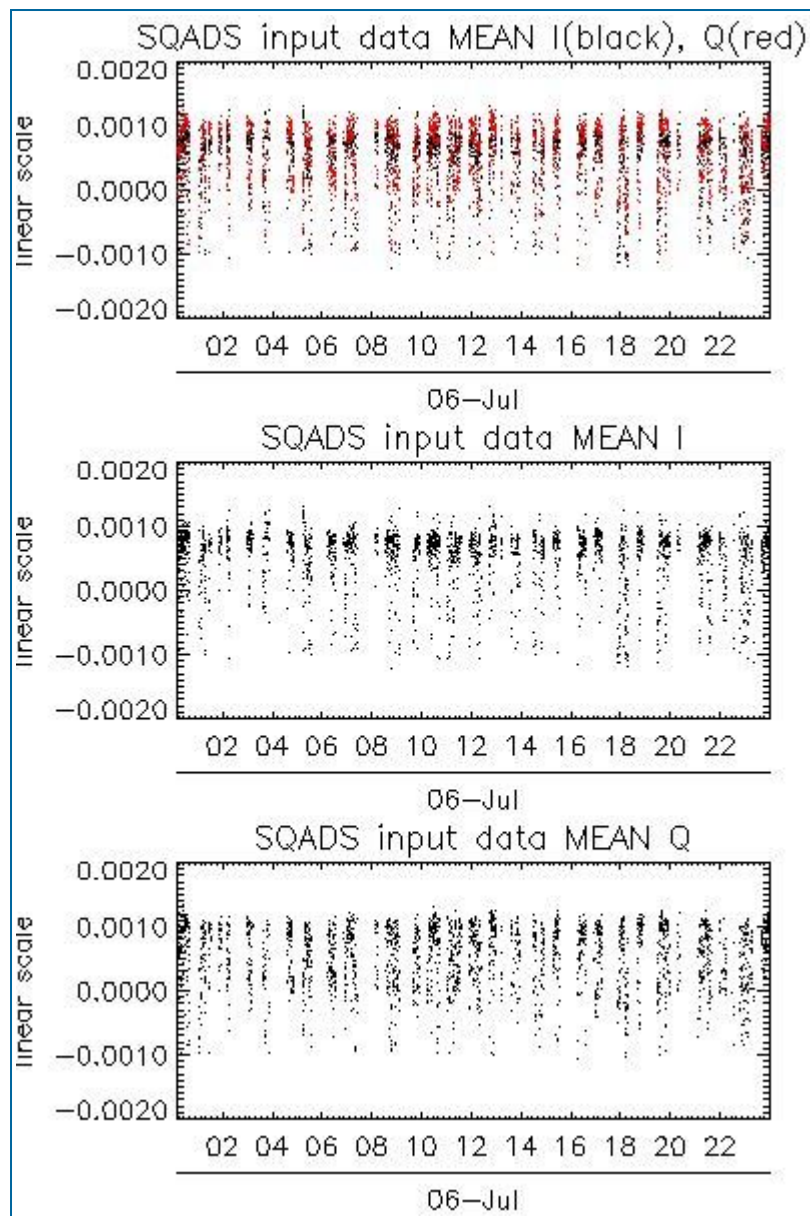 SQADS input data MEAN I(black), Q(red)
0.0020
0.0010
0.0000
−0.0010
−0.0020
linear scale
02 04 06 08 10 12 14 16 18 20 22
06−Jul
SQADS input data MEAN I
0.0020
0.0010
0.0000
−0.0010
−0.0020
linear scale
02 04 06 08 10 12 14 16 18 20 22
06−Jul
SQADS input data MEAN Q
0.0020
0.0010
0.0000
−0.0010
−0.0020
linear scale
02 04 06 08 10 12 14 16 18 20 22
06−Jul